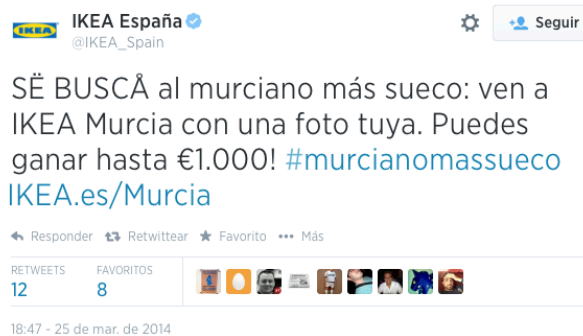 IKEA
IKEA España
@IKEA_Spain
Seguir
SË BUSCÅ al murciano más sueco: ven a
IKEA Murcia con una foto tuya. Puedes
ganar hasta €1.000! #murcianomassueco
IKEA.es/Murcia
Responder Retwittear Favorito Más
RETWEETS FAVORITOS
12 8
18:47 - 25 de mar. de 2014